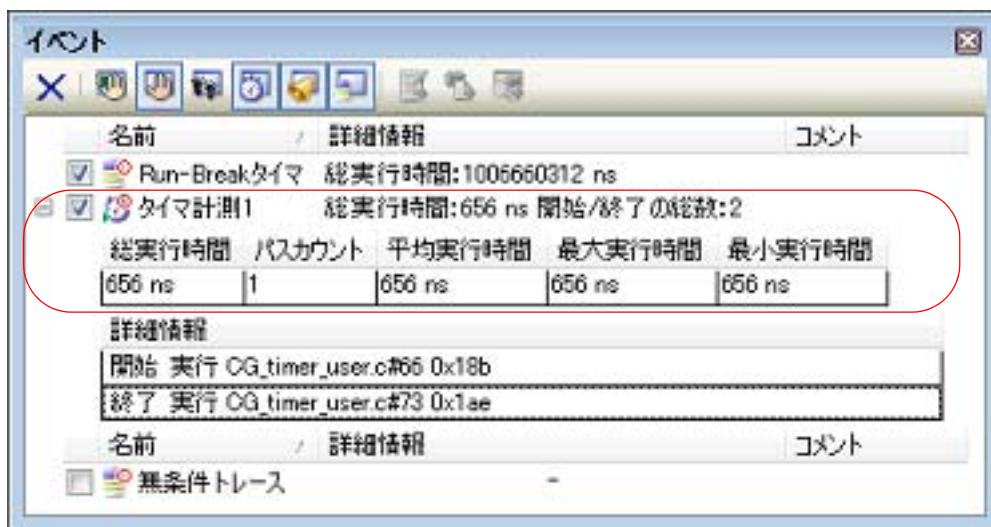 イベント
名前 詳細情報 コメント
Run-Breakタイマ 総実行時間:1006660312 ns
タイマ計測1 総実行時間:656 ns 開始/終了の総数:2
総実行時間 パスカウント 平均実行時間 最大実行時間 最小実行時間
656 ns 1 656 ns 656 ns 656 ns
詳細情報
開始 実行 CG_timer_user.c#66 0x18b
終了 実行 CG_timer_user.c#73 0x1ae
名前 詳細情報 コメント
無条件トレース -